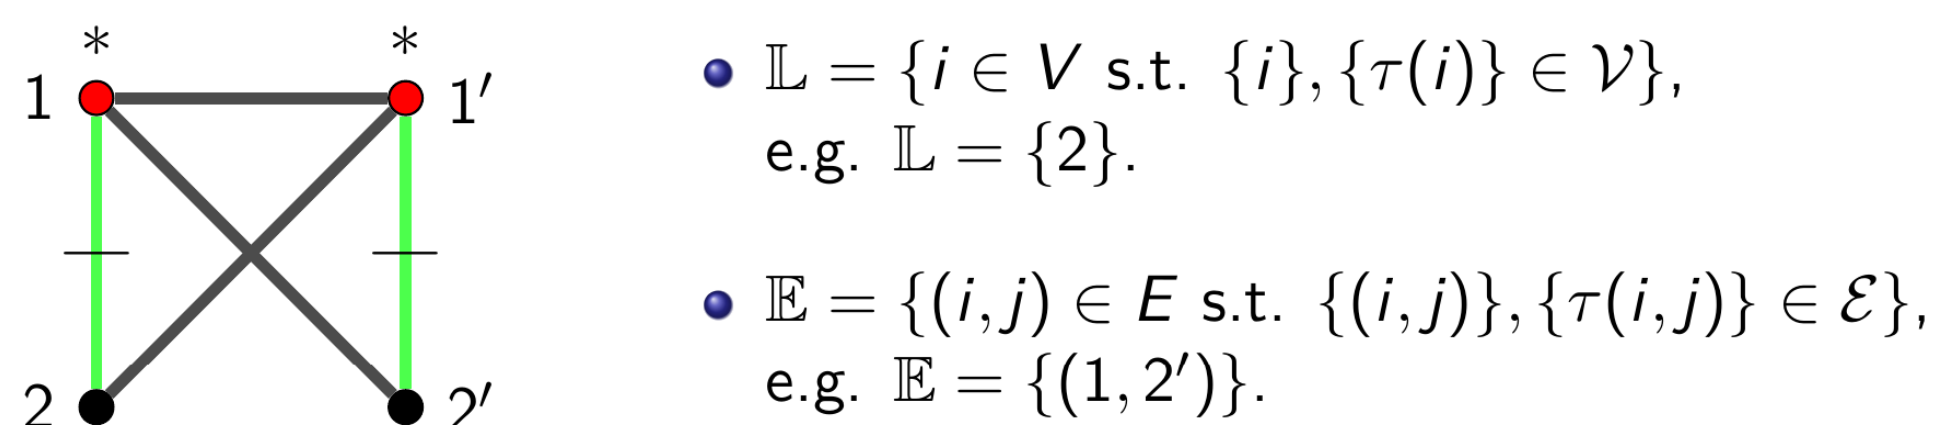 * *
1 1′
2 2′
• 𝕃 = {i ∈ V s.t. {i}, {τ(i)} ∈ 𝒱},
e.g. 𝕃 = {2}.
• 𝔼 = {(i, j) ∈ E s.t. {(i, j)}, {τ(i, j)} ∈ ℰ},
e.g. 𝔼 = {(1, 2′)}.